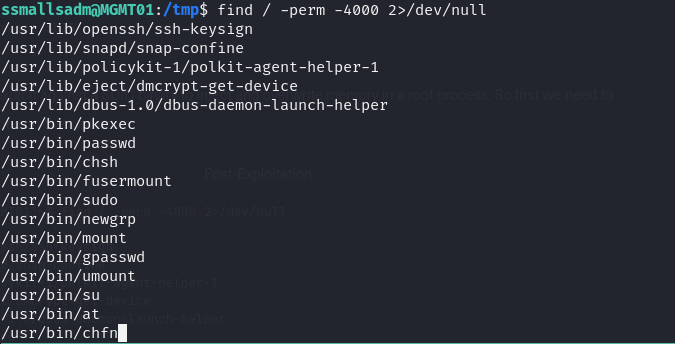 ssmallsadm@MGMT01:/tmp$ find / -perm -4000 2>/dev/null
/usr/lib/openssh/ssh-keysign
/usr/lib/snapd/snap-confine
/usr/lib/policykit-1/polkit-agent-helper-1
/usr/lib/eject/dmcrypt-get-device
/usr/lib/dbus-1.0/dbus-daemon-launch-helper
/usr/bin/pkexec
/usr/bin/passwd
/usr/bin/chsh
/usr/bin/fusermount
Post-Exploitation
/usr/bin/sudo
/usr/bin/newgrp
/usr/bin/mount
/usr/bin/gpasswd
/usr/bin/umount
/usr/bin/su
/usr/bin/at
/usr/bin/chfn